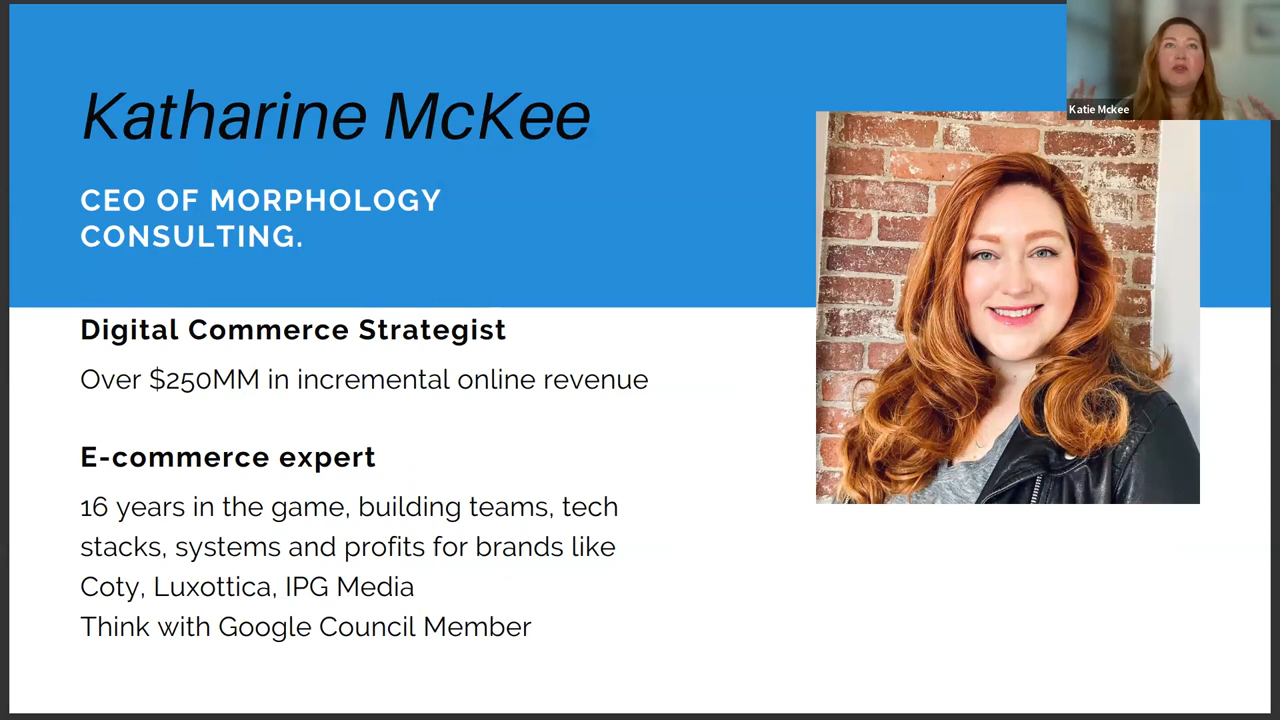 Katharine McKee
Katie Mckee
CEO OF MORPHOLOGY
CONSULTING.
Digital Commerce Strategist
Over $250MM in incremental online revenue
E-commerce expert
16 years in the game, building teams, tech
stacks, systems and profits for brands like
Coty, Luxottica, IPG Media
Think with Google Council Member